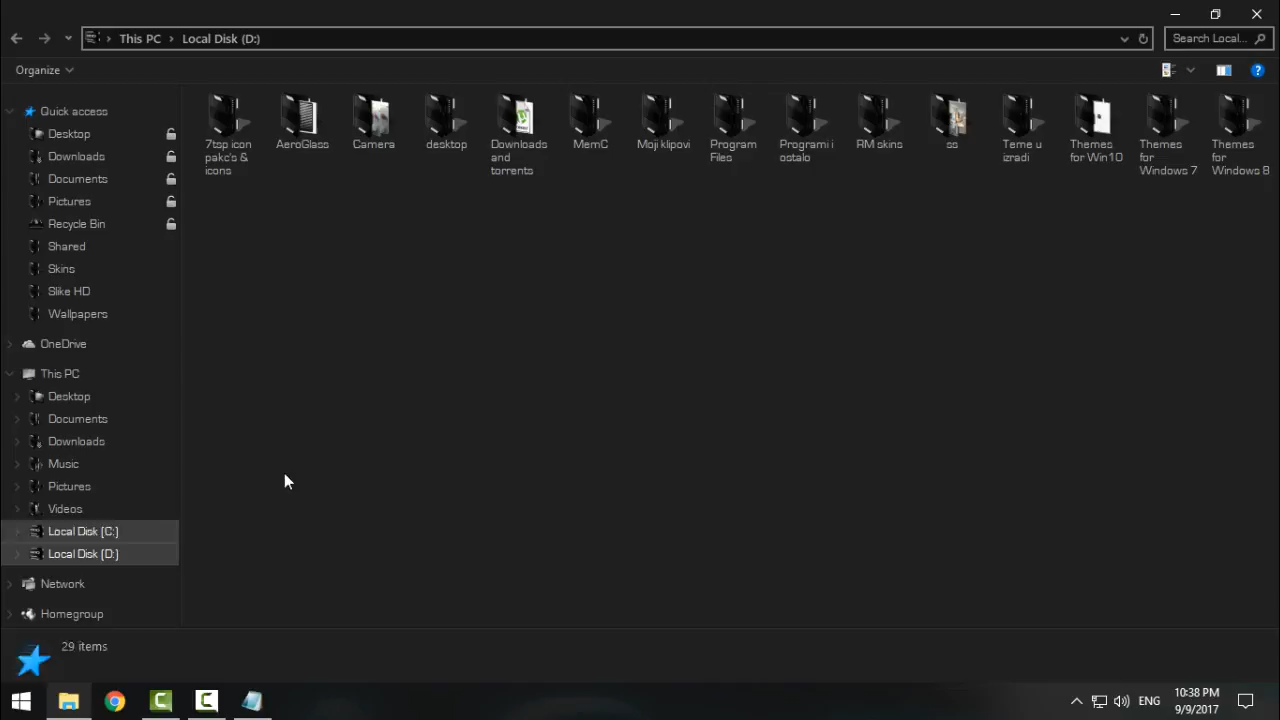 This PC
Local Disk (D:)
Search Local...
Organize
Quick access
Desktop
Downloads
Documents
Pictures
Recycle Bin
Shared
Skins
Slike HD
Wallpapers
OneDrive
This PC
Desktop
Documents
Downloads
Music
Pictures
Videos
Local Disk (C:)
Local Disk (D:)
Network
Homegroup
7tsp icon
pakc's &
icons
AeroGlass
Camera
desktop
Downloads
and
torrents
MemC
Moji klipovi
Program
Files
Programi i
ostalo
RM skins
ss
Teme u
izradi
Themes
for Win10
Themes
for
Windows 7
Themes
for
Windows 8
29 items
ENG
10:38 PM
9/9/2017